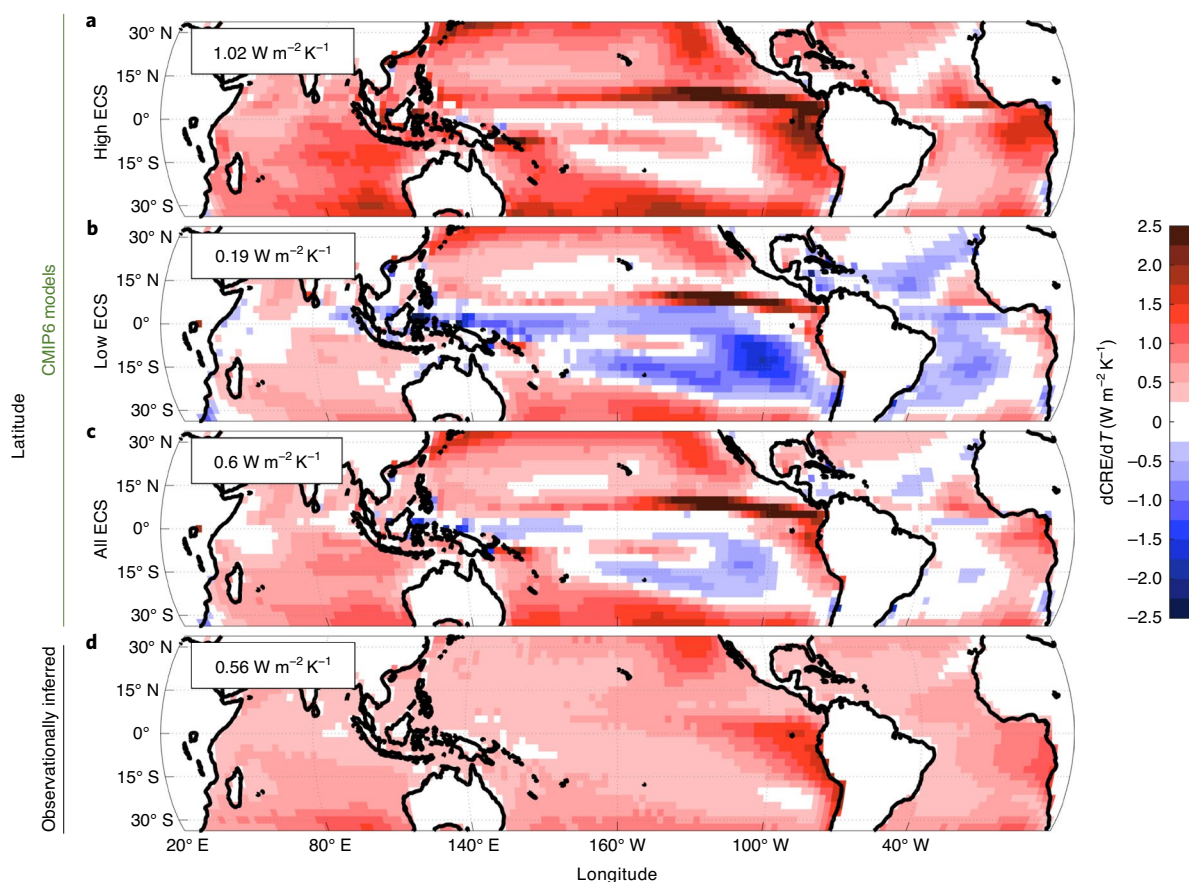 a
30° N
15° N
0°
15° S
30° S
1.02 W m⁻² K⁻¹
High ECS
b
30° N
15° N
0°
15° S
30° S
0.19 W m⁻² K⁻¹
Low ECS
c
30° N
15° N
0°
15° S
30° S
0.6 W m⁻² K⁻¹
All ECS
d
30° N
15° N
0°
15° S
30° S
0.56 W m⁻² K⁻¹
Observationally inferred
CMIP6 models
Latitude
20° E
80° E
140° E
160° W
100° W
40° W
Longitude
2.5
2.0
1.5
1.0
0.5
0
–0.5
–1.0
–1.5
–2.0
–2.5
dCRE/dT (W m⁻² K⁻¹)